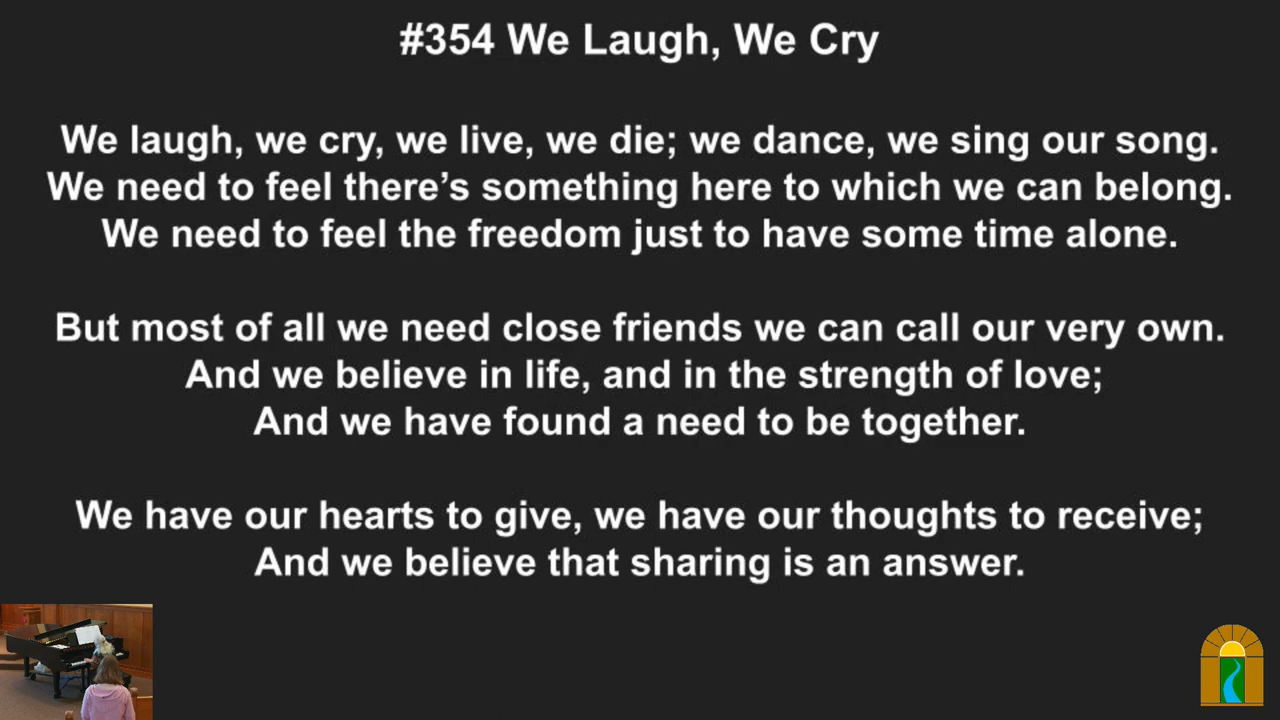 #354 We Laugh, We Cry
We laugh, we cry, we live, we die; we dance, we sing our song.
We need to feel there’s something here to which we can belong.
We need to feel the freedom just to have some time alone.
But most of all we need close friends we can call our very own.
And we believe in life, and in the strength of love;
And we have found a need to be together.
We have our hearts to give, we have our thoughts to receive;
And we believe that sharing is an answer.